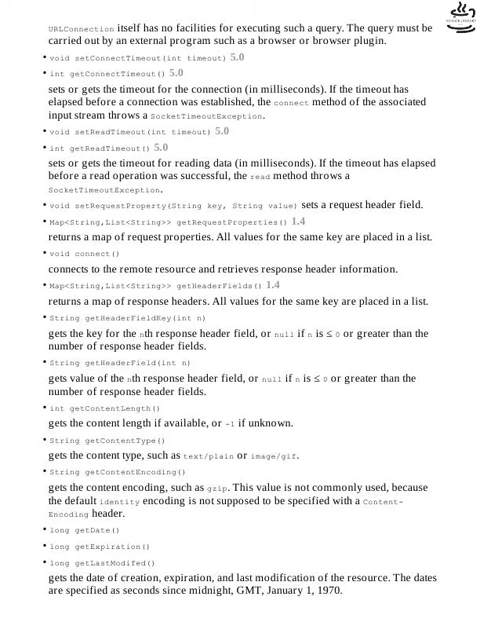 URLConnection itself has no facilities for executing such a query. The query must be
carried out by an external program such as a browser or browser plugin.
• void setConnectTimeout(int timeout) 5.0
• int getConnectTimeout() 5.0
sets or gets the timeout for the connection (in milliseconds). If the timeout has
elapsed before a connection was established, the connect method of the associated
input stream throws a SocketTimeoutException.
• void setReadTimeout(int timeout) 5.0
• int getReadTimeout() 5.0
sets or gets the timeout for reading data (in milliseconds). If the timeout has elapsed
before a read operation was successful, the read method throws a
SocketTimeoutException.
• void setRequestProperty(String key, String value) sets a request header field.
• Map<String,List<String>> getRequestProperties() 1.4
returns a map of request properties. All values for the same key are placed in a list.
• void connect()
connects to the remote resource and retrieves response header information.
• Map<String,List<String>> getHeaderFields() 1.4
returns a map of response headers. All values for the same key are placed in a list.
• String getHeaderFieldKey(int n)
gets the key for the nth response header field, or null if n is ≤ 0 or greater than the
number of response header fields.
• String getHeaderField(int n)
gets value of the nth response header field, or null if n is ≤ 0 or greater than the
number of response header fields.
• int getContentLength()
gets the content length if available, or -1 if unknown.
• String getContentType()
gets the content type, such as text/plain or image/gif.
• String getContentEncoding()
gets the content encoding, such as gzip. This value is not commonly used, because
the default identity encoding is not supposed to be specified with a Content-
Encoding header.
• long getDate()
• long getExpiration()
• long getLastModifed()
gets the date of creation, expiration, and last modification of the resource. The dates
are specified as seconds since midnight, GMT, January 1, 1970.